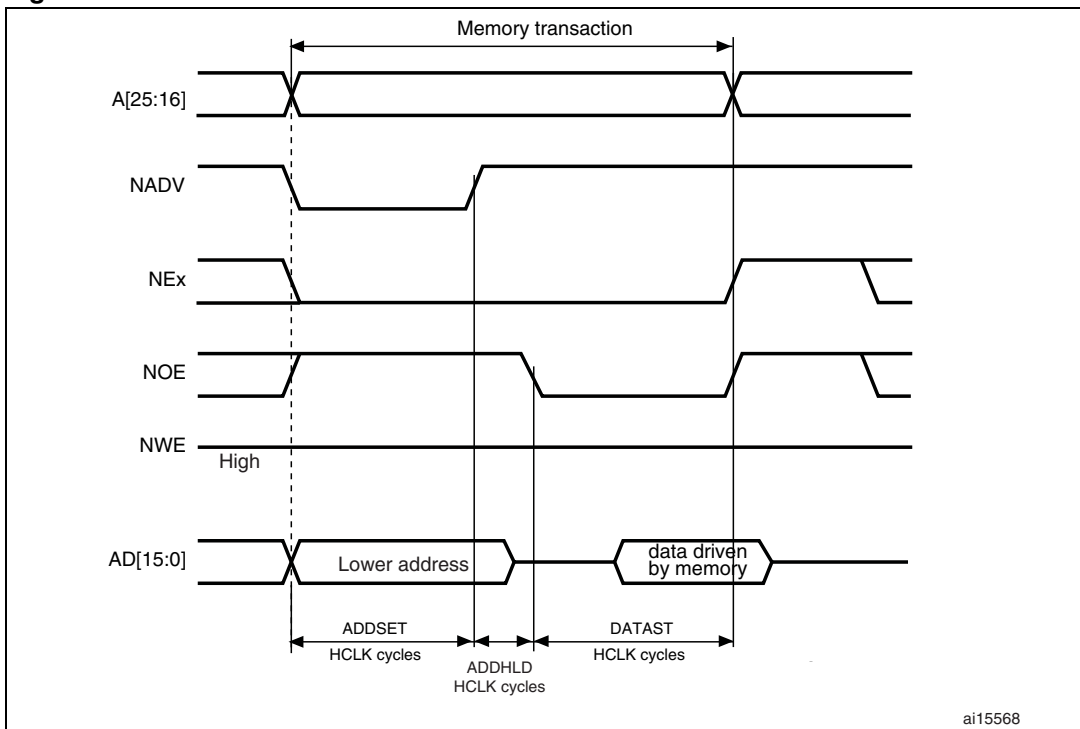 Memory transaction
A[25:16]
NADV
NEx
NOE
NWE
High
AD[15:0]
Lower address
data driven
by memory
ADDSET
HCLK cycles
ADDHLD
HCLK cycles
DATAST
HCLK cycles
ai15568